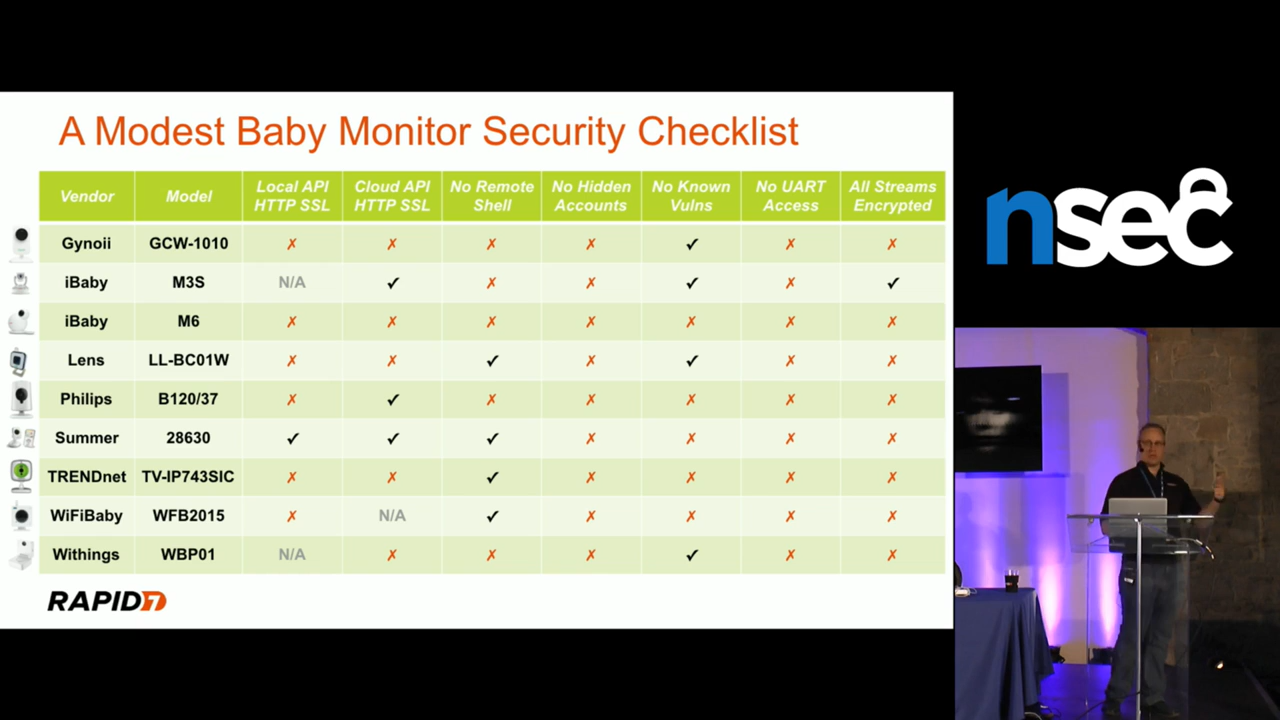 A Modest Baby Monitor Security Checklist
Vendor Model Local API HTTP SSL Cloud API HTTP SSL No Remote Shell No Hidden Accounts No Known Vulns No UART Access All Streams Encrypted
Gynoii GCW-1010 ✗ ✗ ✗ ✗ ✓ ✗ ✗
iBaby M3S N/A ✓ ✗ ✗ ✓ ✗ ✓
iBaby M6 ✗ ✗ ✗ ✗ ✗ ✗ ✗
Lens LL-BC01W ✗ ✗ ✓ ✗ ✓ ✗ ✗
Philips B120/37 ✗ ✓ ✗ ✗ ✗ ✗ ✗
Summer 28630 ✓ ✓ ✓ ✗ ✗ ✗ ✗
TRENDnet TV-IP743SIC ✗ ✗ ✓ ✗ ✗ ✗ ✗
WiFiBaby WFB2015 ✗ N/A ✓ ✗ ✗ ✗ ✗
Withings WBP01 N/A ✗ ✗ ✗ ✓ ✗ ✗
RAPID7
nsec